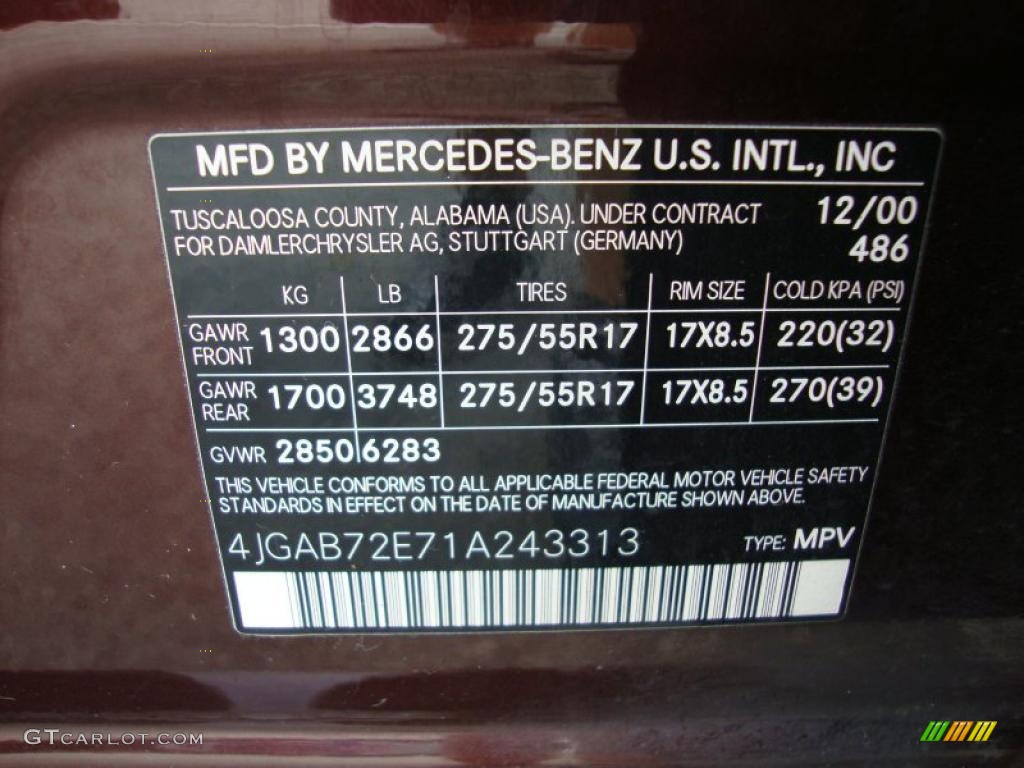 MFD BY MERCEDES-BENZ U.S. INTL., INC
TUSCALOOSA COUNTY, ALABAMA (USA). UNDER CONTRACT 12/00
FOR DAIMLERCHRYSLER AG, STUTTGART (GERMANY) 486
KG LB TIRES RIM SIZE COLD KPA (PSI)
GAWR FRONT 1300 2866 275/55R17 17X8.5 220(32)
GAWR REAR 1700 3748 275/55R17 17X8.5 270(39)
GVWR 2850 6283
THIS VEHICLE CONFORMS TO ALL APPLICABLE FEDERAL MOTOR VEHICLE SAFETY
STANDARDS IN EFFECT ON THE DATE OF MANUFACTURE SHOWN ABOVE.
4JGAB72E71A243313 TYPE: MPV
GTCARLOT.COM